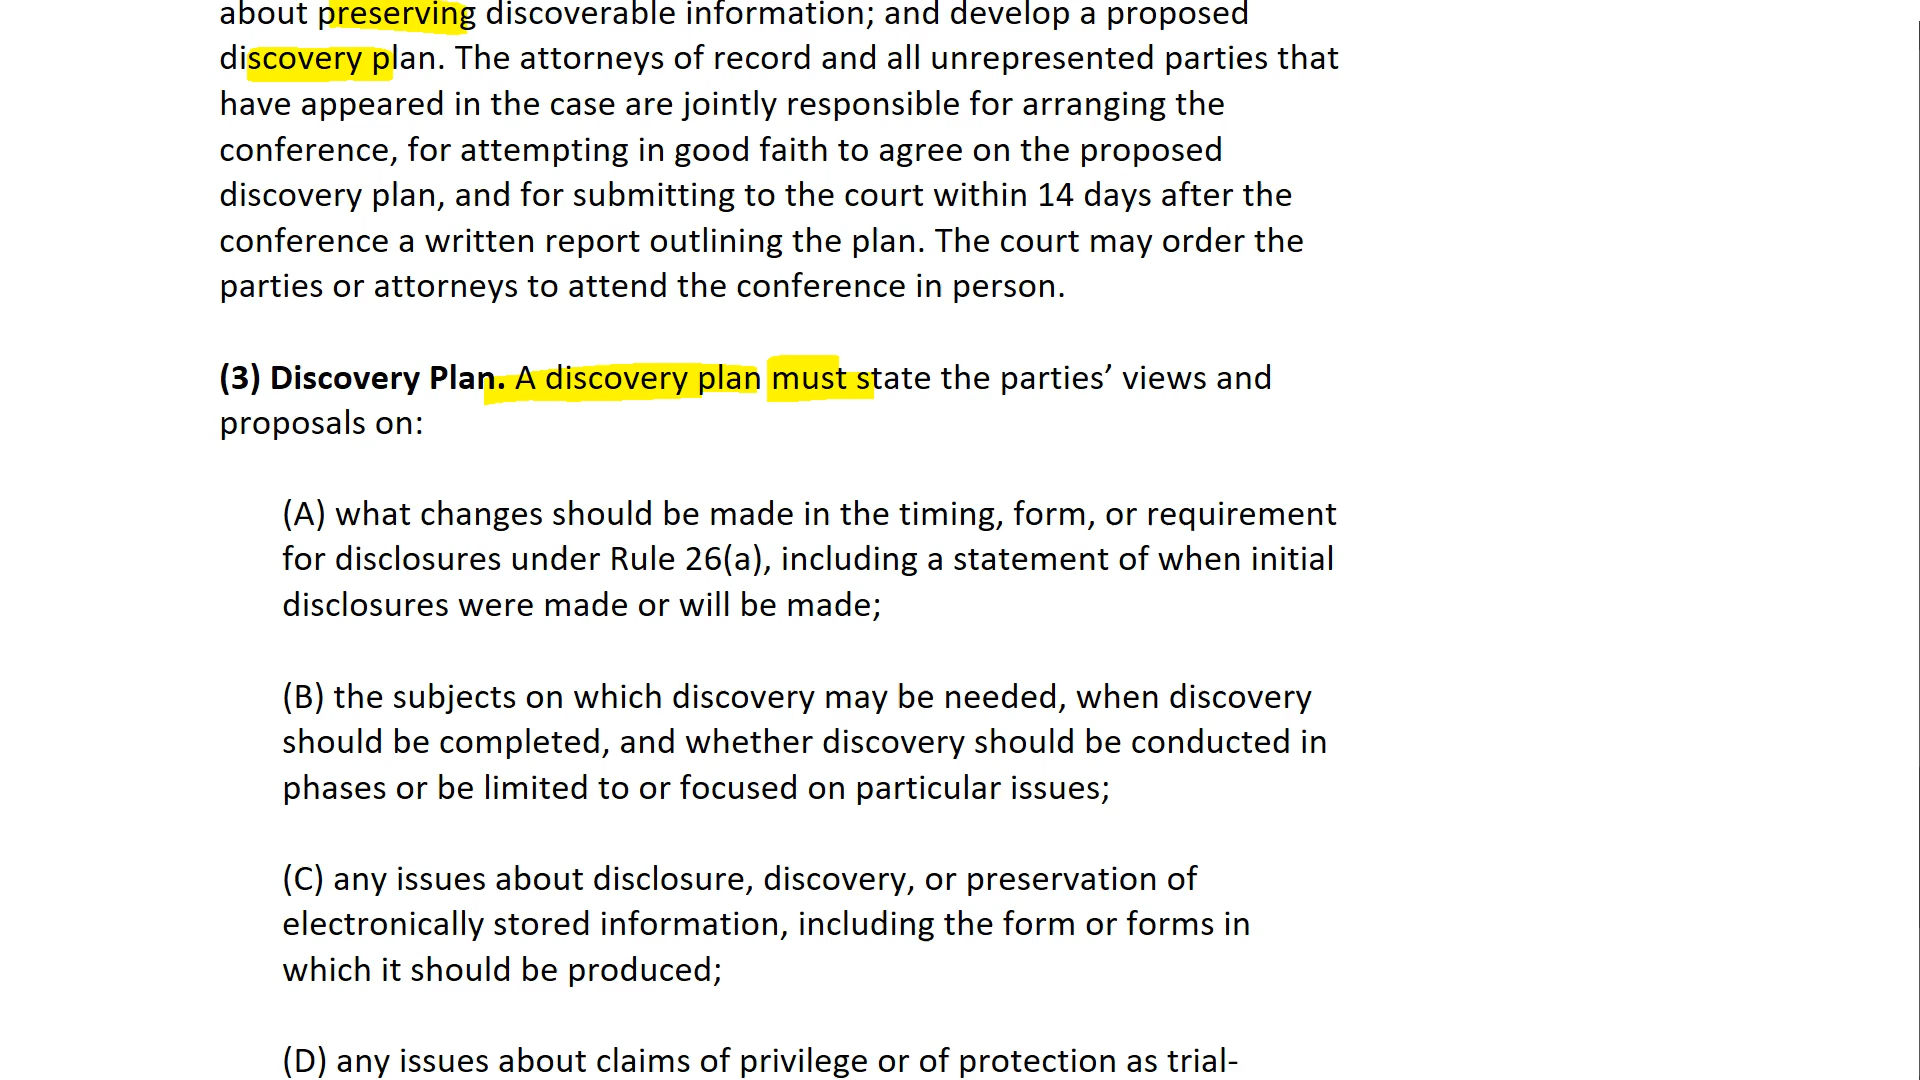 about preserving discoverable information; and develop a proposed
discovery plan. The attorneys of record and all unrepresented parties that
have appeared in the case are jointly responsible for arranging the
conference, for attempting in good faith to agree on the proposed
discovery plan, and for submitting to the court within 14 days after the
conference a written report outlining the plan. The court may order the
parties or attorneys to attend the conference in person.
(3) Discovery Plan. A discovery plan must state the parties’ views and
proposals on:
(A) what changes should be made in the timing, form, or requirement
for disclosures under Rule 26(a), including a statement of when initial
disclosures were made or will be made;
(B) the subjects on which discovery may be needed, when discovery
should be completed, and whether discovery should be conducted in
phases or be limited to or focused on particular issues;
(C) any issues about disclosure, discovery, or preservation of
electronically stored information, including the form or forms in
which it should be produced;
(D) any issues about claims of privilege or of protection as trial-